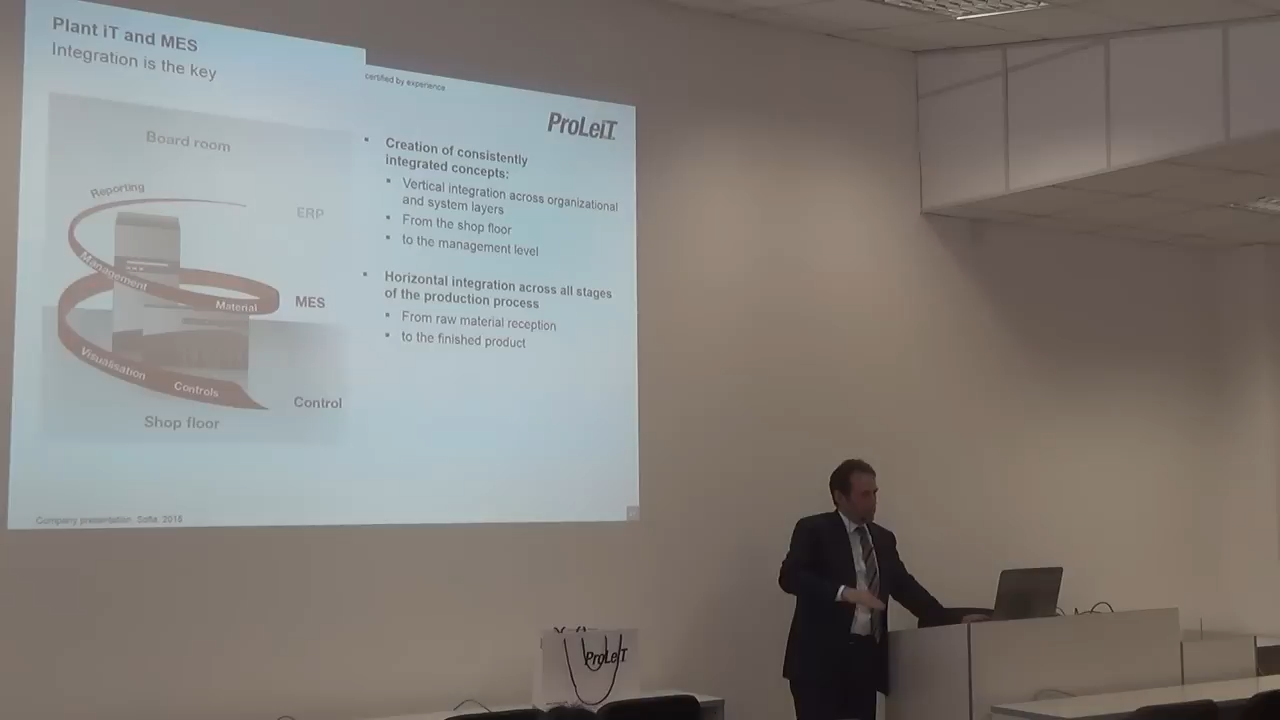 Plant iT and MES
Integration is the key
certified by experience
ProLeiT
Board room
Reporting
ERP
Management
Material
MES
Visualisation
Controls
Control
Shop floor
Creation of consistently
integrated concepts:
Vertical integration across organizational
and system layers
From the shop floor
to the management level
Horizontal integration across all stages
of the production process
From raw material reception
to the finished product
Company presentation, Sofia, 2016
ProLeiT